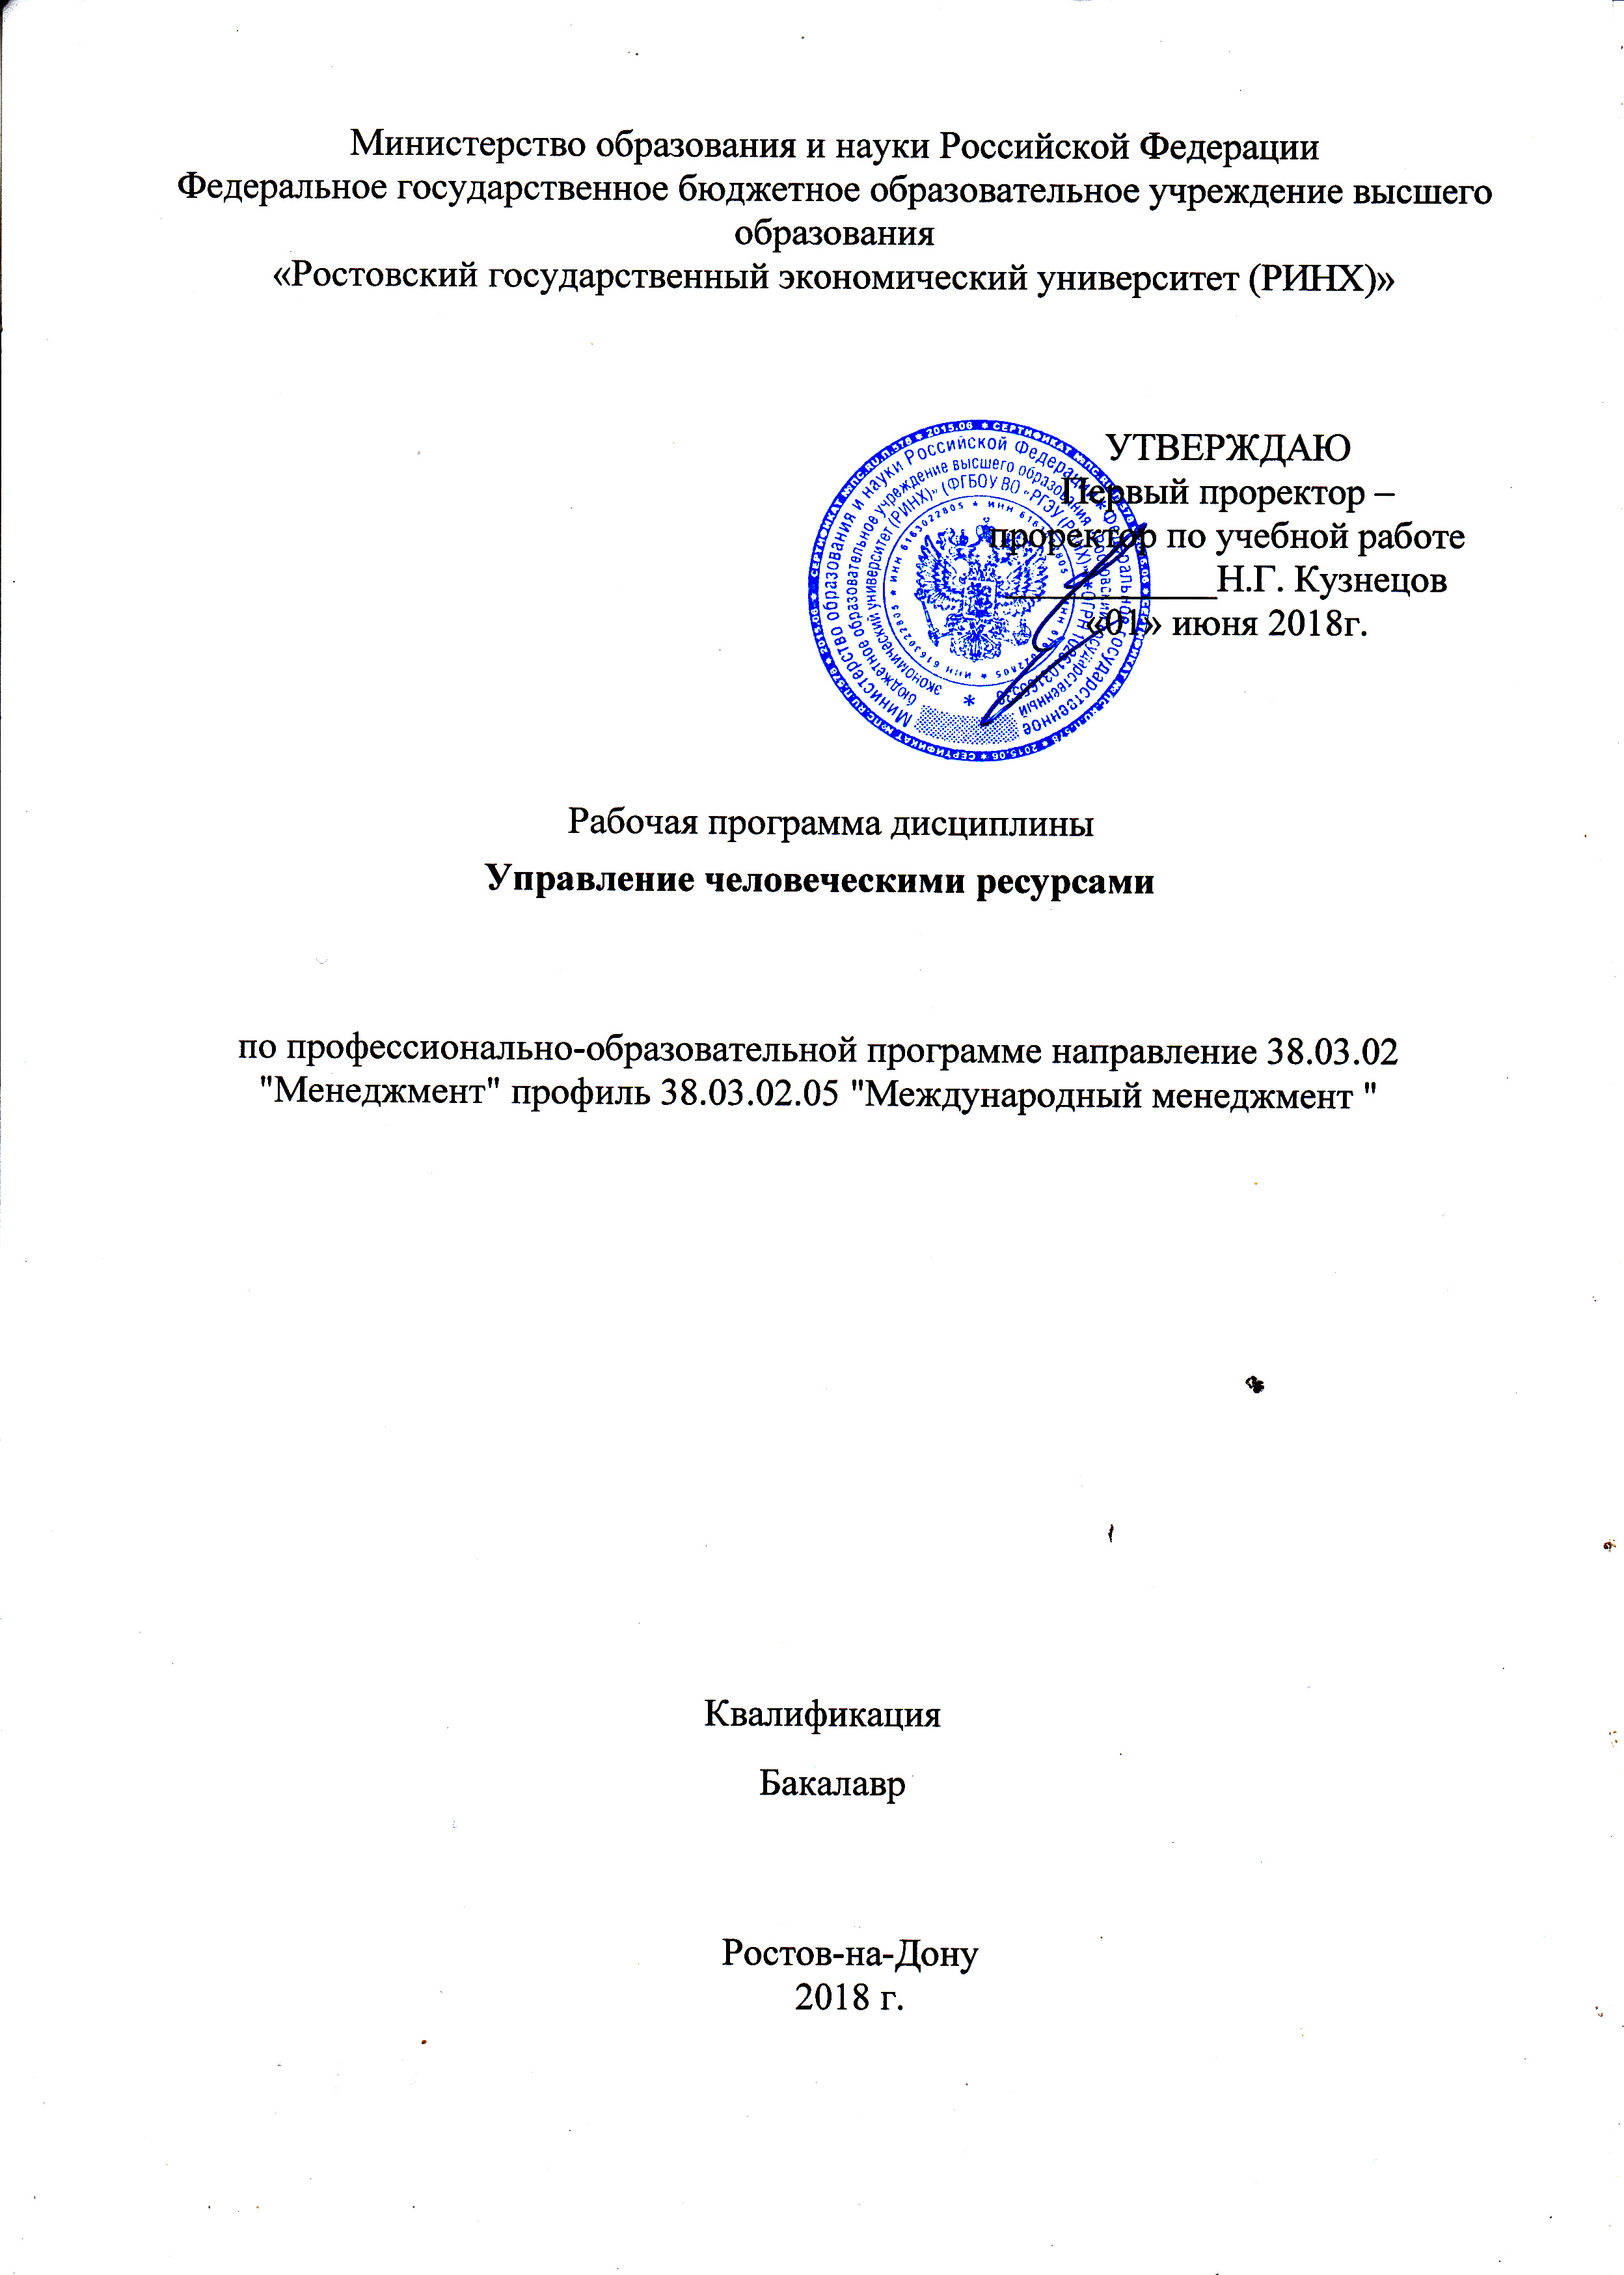 Министерство образования и науки Российской Федерации
Федеральное государственное бюджетное образовательное учреждение высшего
образования
«Ростовский государственный экономический университет (РИНХ)»
УТВЕРЖДАЮ
Первый проректор –
проректор по учебной работе
Н.Г. Кузнецов
«01» июня 2018г.
Рабочая программа дисциплины
Управление человеческими ресурсами
по профессионально-образовательной программе направление 38.03.02
"Менеджмент" профиль 38.03.02.05 "Международный менеджмент "
Квалификация
Бакалавр
Ростов-на-Дону
2018 г.